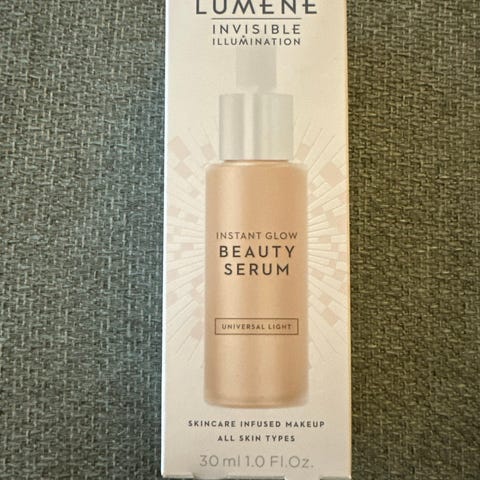 LUMENE
INVISIBLE
ILLUMINATION
INSTANT GLOW
BEAUTY
SERUM
UNIVERSAL LIGHT
SKINCARE INFUSED MAKEUP
ALL SKIN TYPES
30 ml 1.0 Fl.Oz.